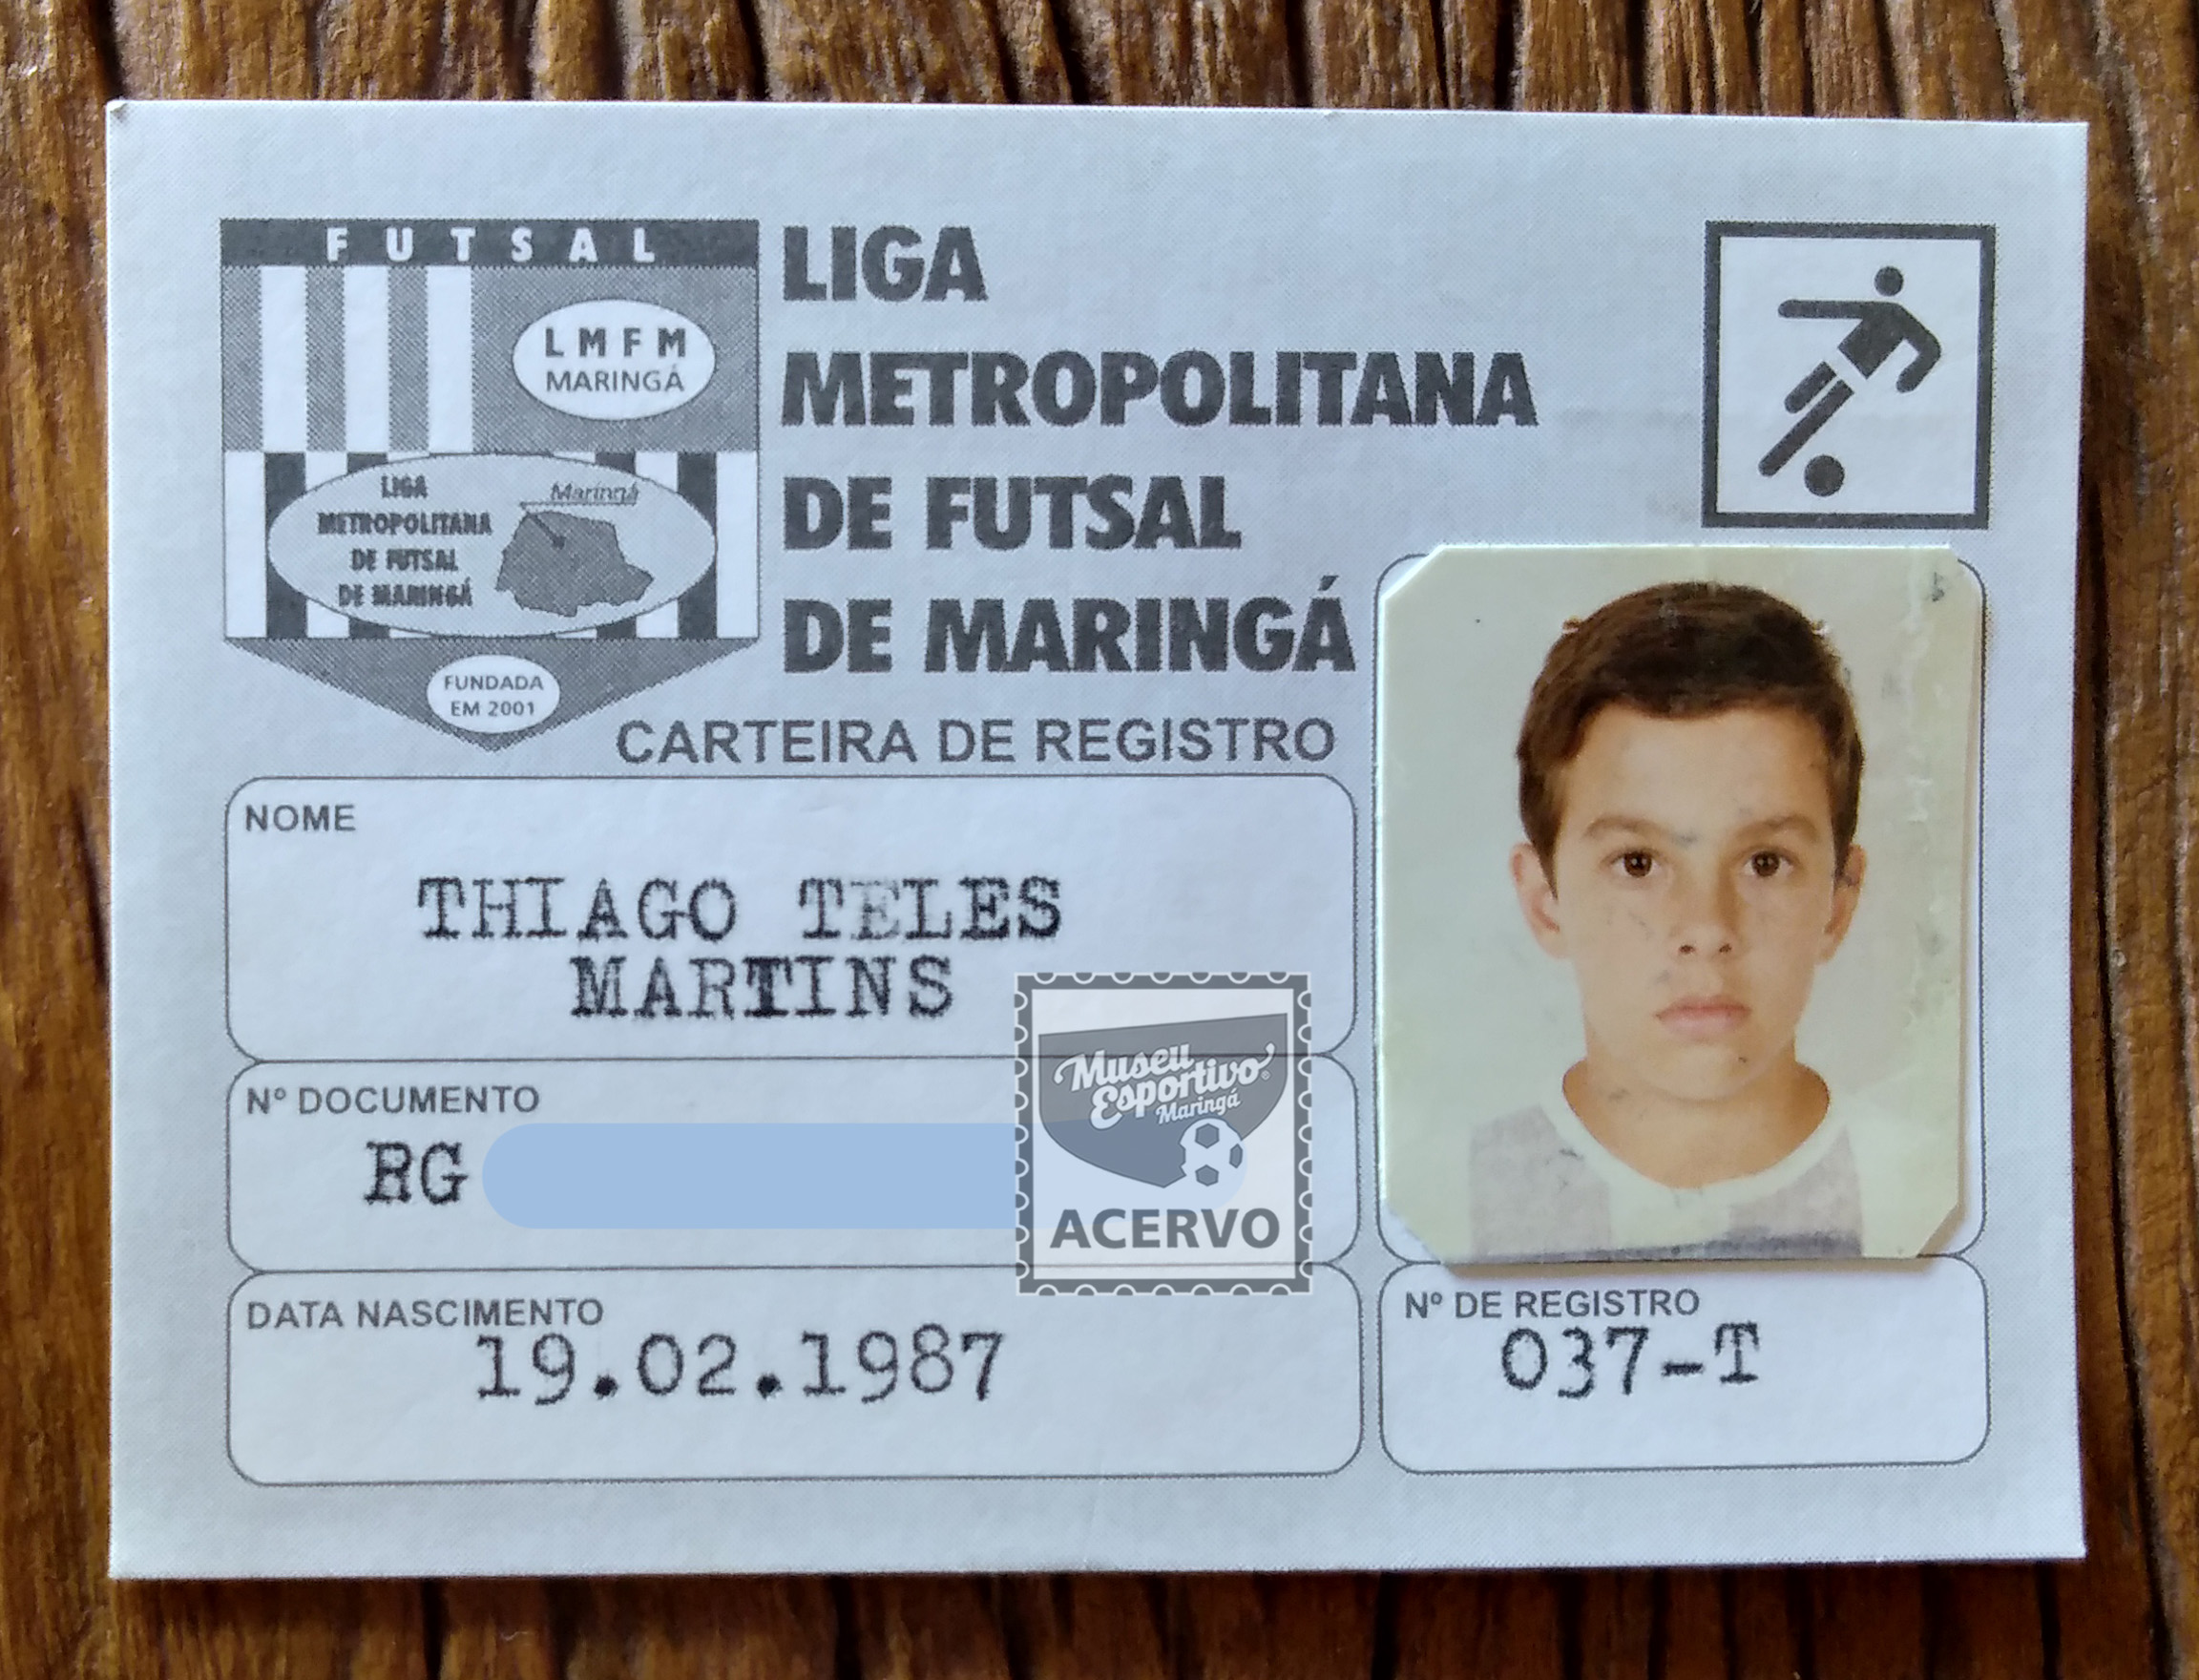 FUTSAL
LMFM
MARINGÁ
LIGA
METROPOLITANA
DE FUTSAL
DE MARINGÁ
Maringá
FUNDADA
EM 2001
LIGA
METROPOLITANA
DE FUTSAL
DE MARINGÁ
CARTEIRA DE REGISTRO
NOME
THIAGO TELES
MARTINS
Nº DOCUMENTO
RG
Museu
Esportivo
Maringá
ACERVO
DATA NASCIMENTO
19.02.1987
Nº DE REGISTRO
037-T